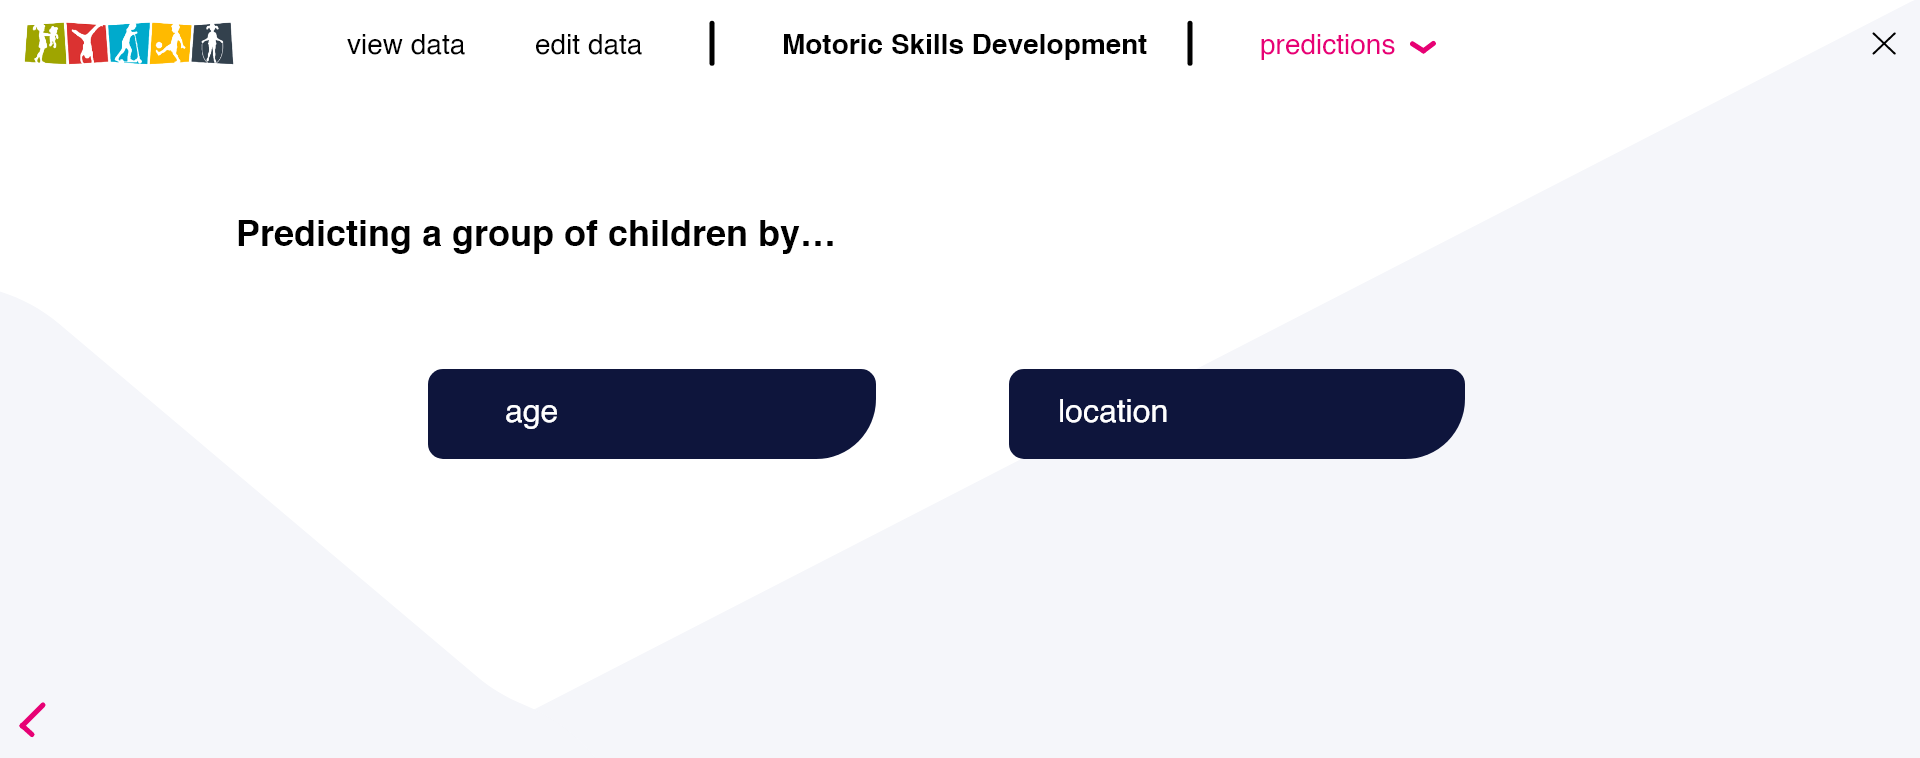 view data
edit data
Motoric Skills Development
predictions
Predicting a group of children by…
age
location